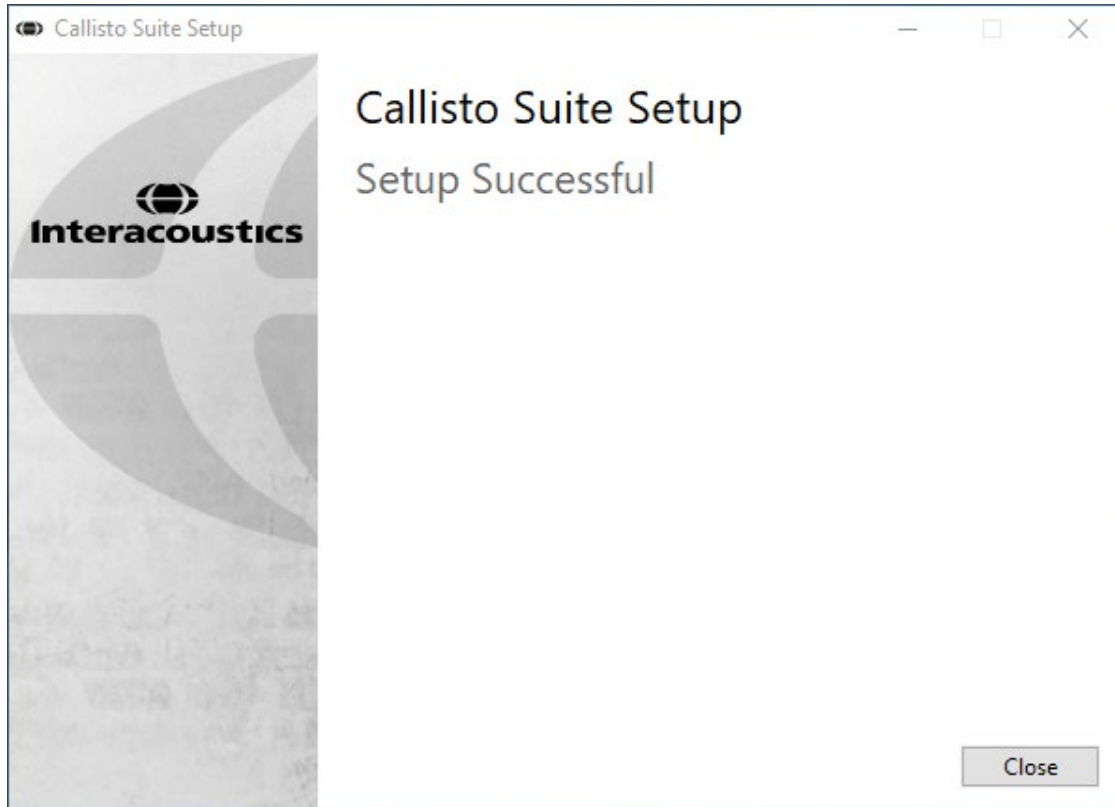 Callisto Suite Setup
Callisto Suite Setup
Setup Successful
Interacoustics
Close